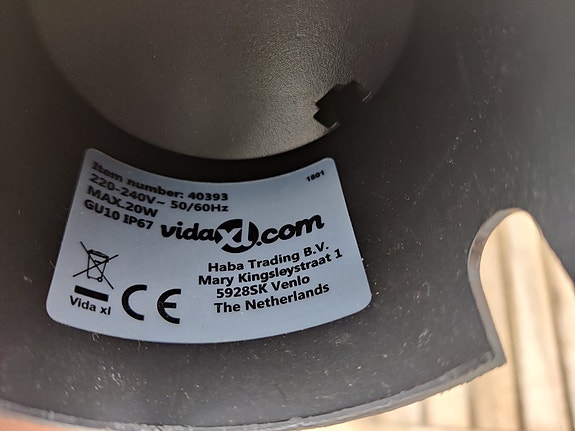 Item number: 40393
1801
220-240V~ 50/60Hz
MAX.20W
GU10 IP67
vidaXL.com
Haba Trading B.V.
Mary Kingsleystraat 1
5928SK Venlo
The Netherlands
Vida xl
CE